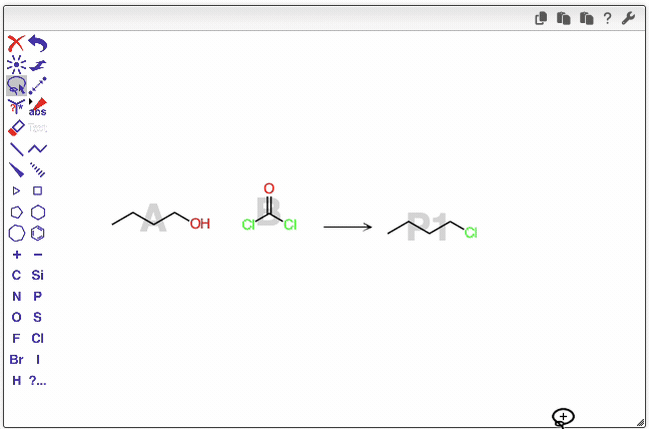 ?
?*
abs
Text
+ −
C Si
N P
O S
F Cl
Br I
H ?...
A OH
O
B
Cl Cl
P1
Cl
+